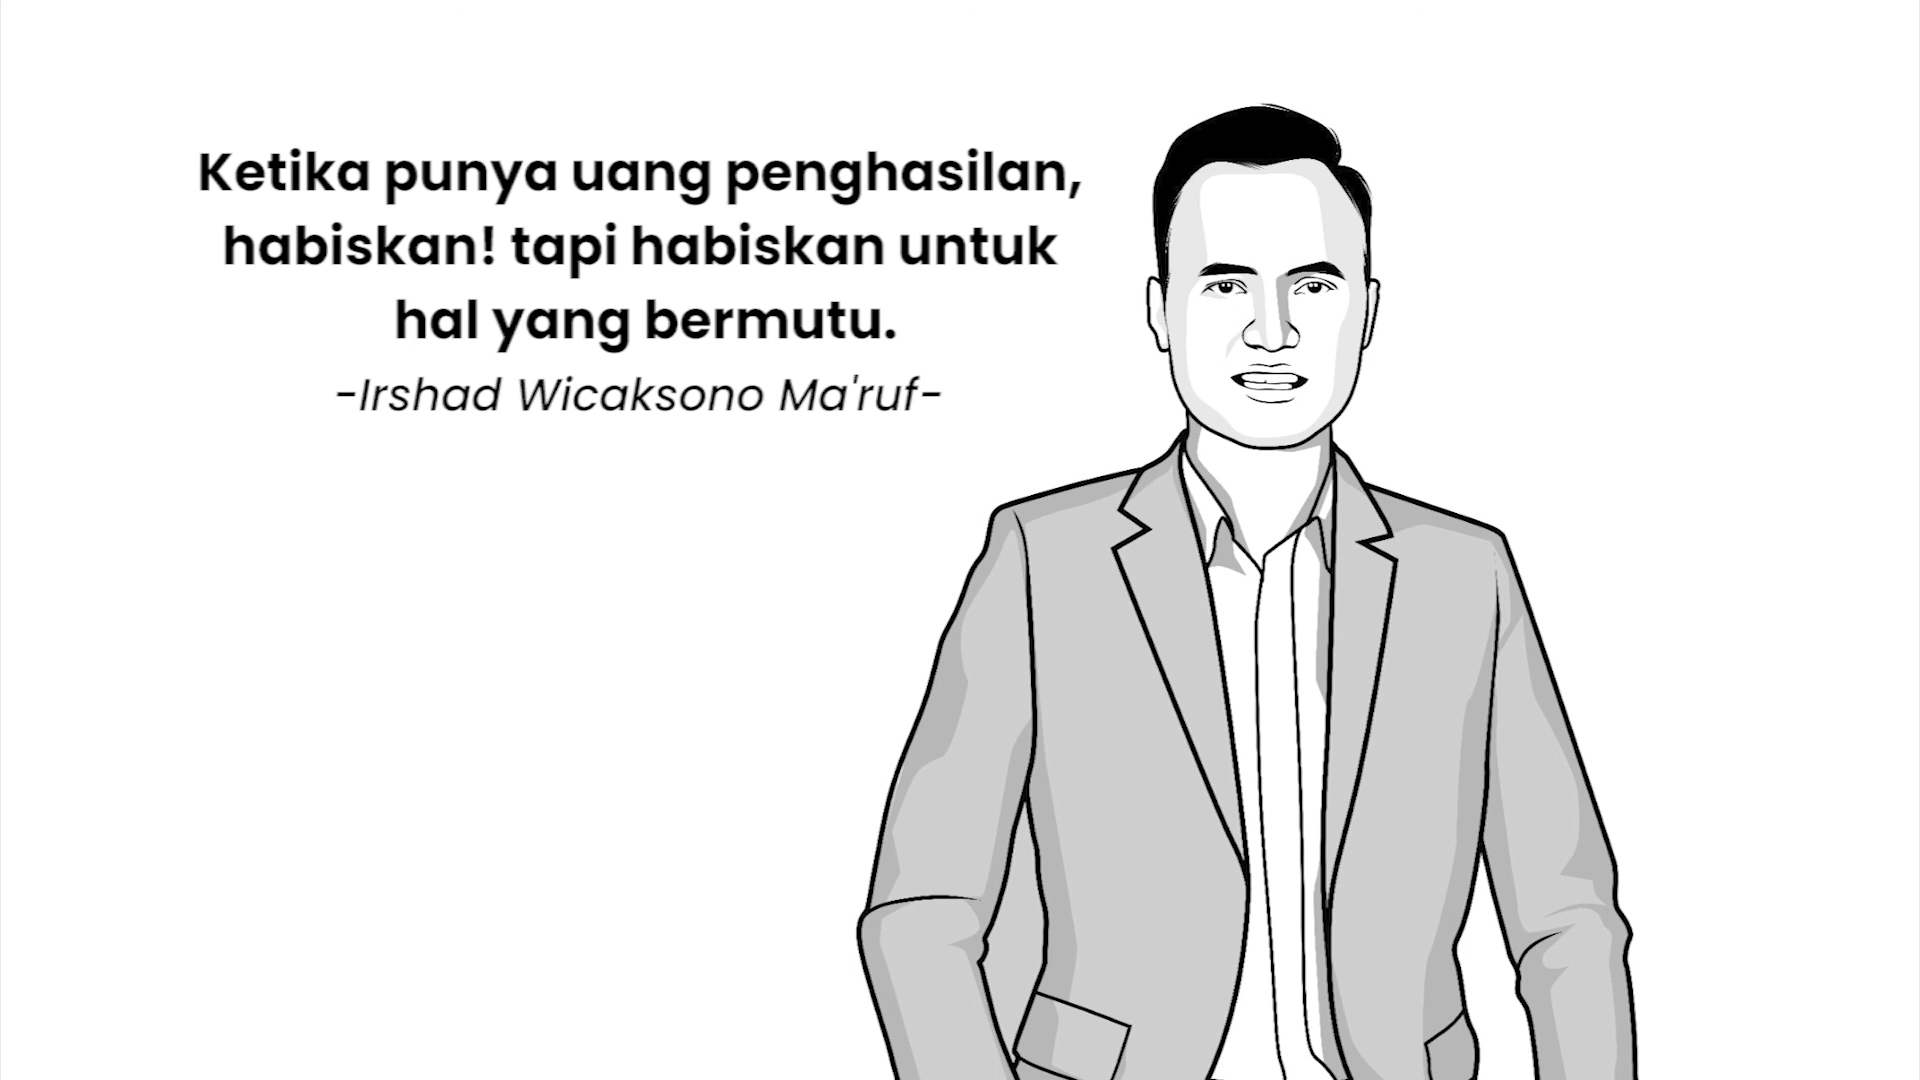 Ketika punya uang penghasilan,
habiskan! tapi habiskan untuk
hal yang bermutu.
-Irshad Wicaksono Ma'ruf-